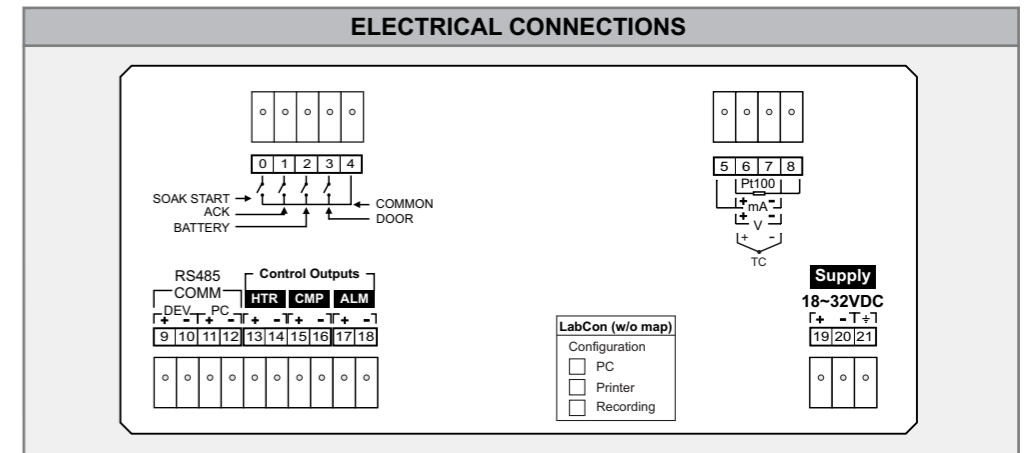 ELECTRICAL CONNECTIONS
0 1 2 3 4
SOAK START
ACK
BATTERY
COMMON
DOOR
5 6 7 8
Pt100
+ mA -
+ V -
+ -
TC
RS485
COMM
DEV PC
+ - + -
9 10 11 12
Control Outputs
HTR CMP ALM
+ - + - + -
13 14 15 16 17 18
LabCon (w/o map)
Configuration
PC
Printer
Recording
Supply
18~32VDC
+ - ⏚
19 20 21